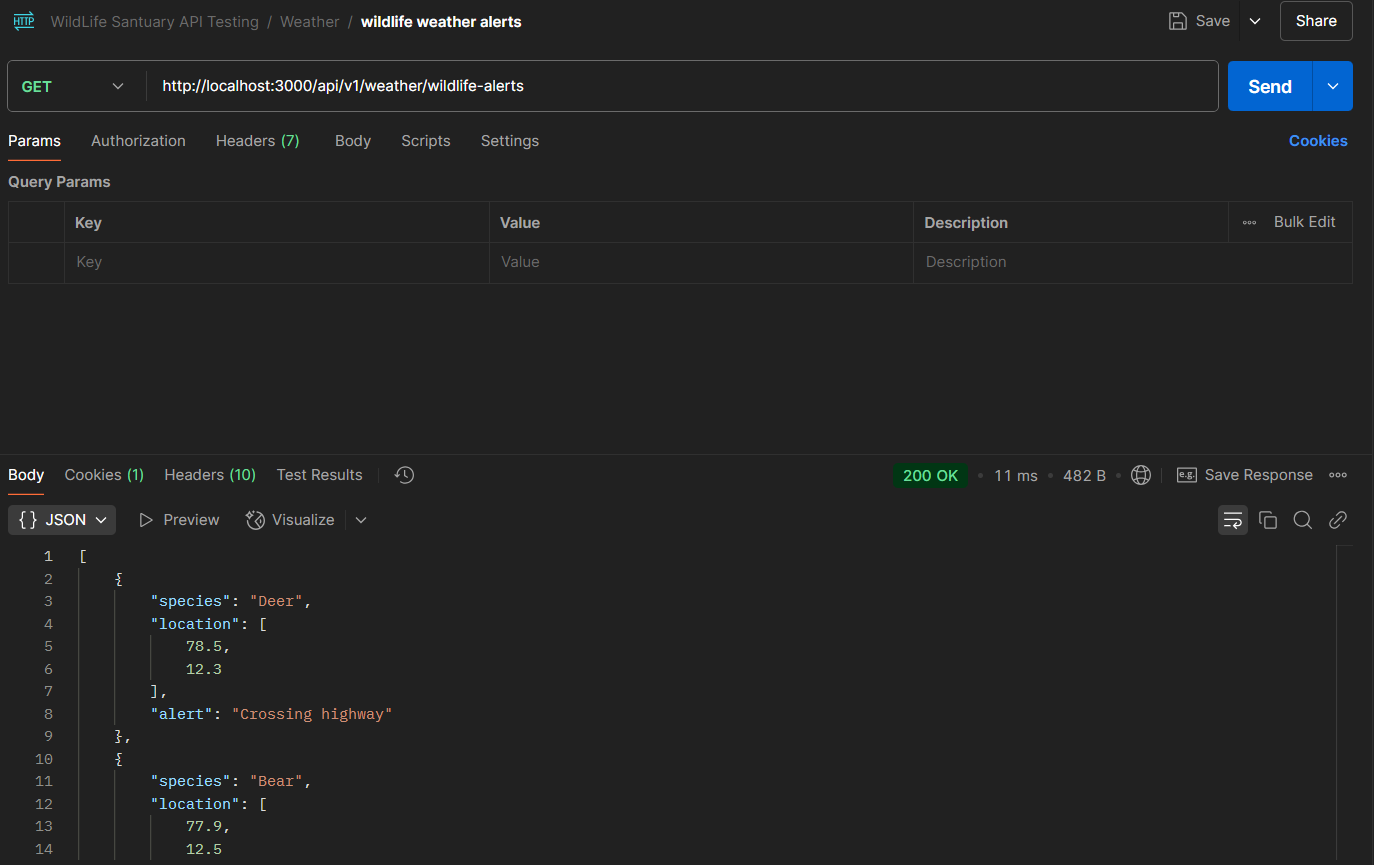 HTTP WildLife Santuary API Testing / Weather / wildlife weather alerts Save Share
GET http://localhost:3000/api/v1/weather/wildlife-alerts Send
Params Authorization Headers (7) Body Scripts Settings Cookies
Query Params
Key Value Description Bulk Edit
Key Value Description
Body Cookies (1) Headers (10) Test Results 200 OK 11 ms 482 B e.g. Save Response
{} JSON Preview Visualize
1 [
2 {
3 "species": "Deer",
4 "location": [
5 78.5,
6 12.3
7 ],
8 "alert": "Crossing highway"
9 },
10 {
11 "species": "Bear",
12 "location": [
13 77.9,
14 12.5